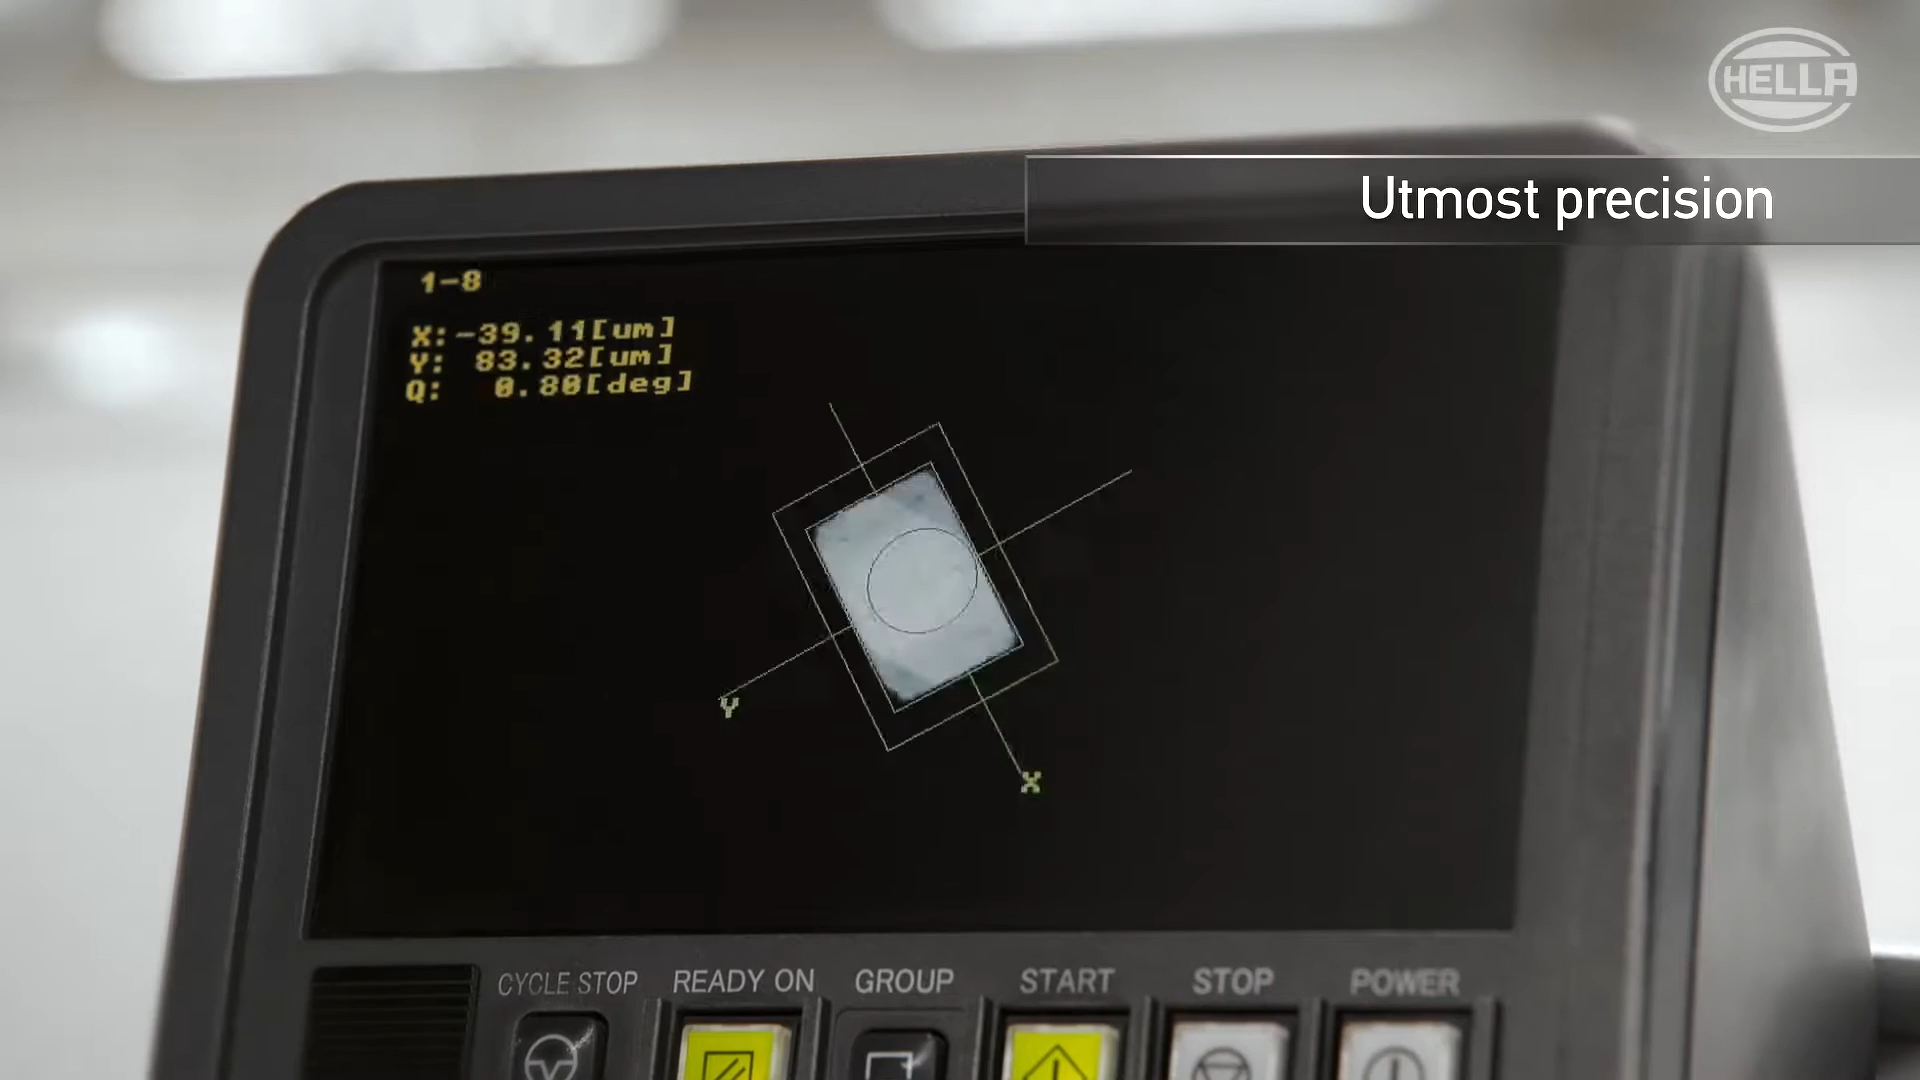 HELLA
Utmost precision
1-8
X:-39.11[um]
Y: 83.32[um]
Q: 0.80[deg]
Y
X
CYCLE STOP
READY ON
GROUP
START
STOP
POWER